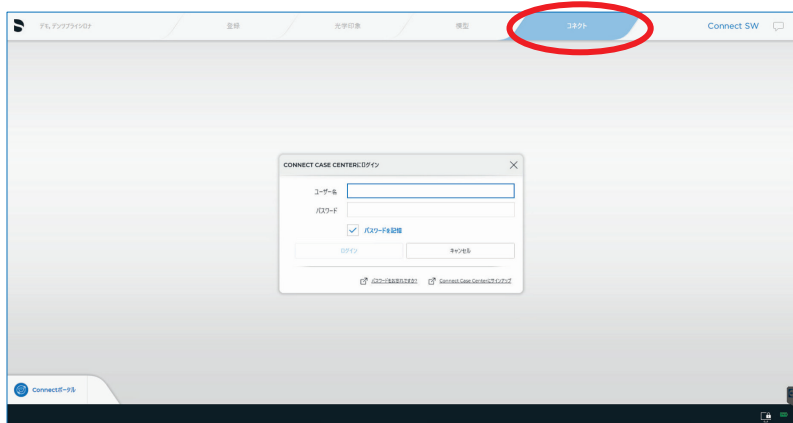 デモ, デンツプライシロナ
登録
光学印象
模型
コネクト
Connect SW
CONNECT CASE CENTERにログイン
ユーザー名
パスワード
パスワードを記憶
ログイン
キャンセル
パスワードをお忘れですか?
Connect Case Centerにサインアップ
Connectポータル